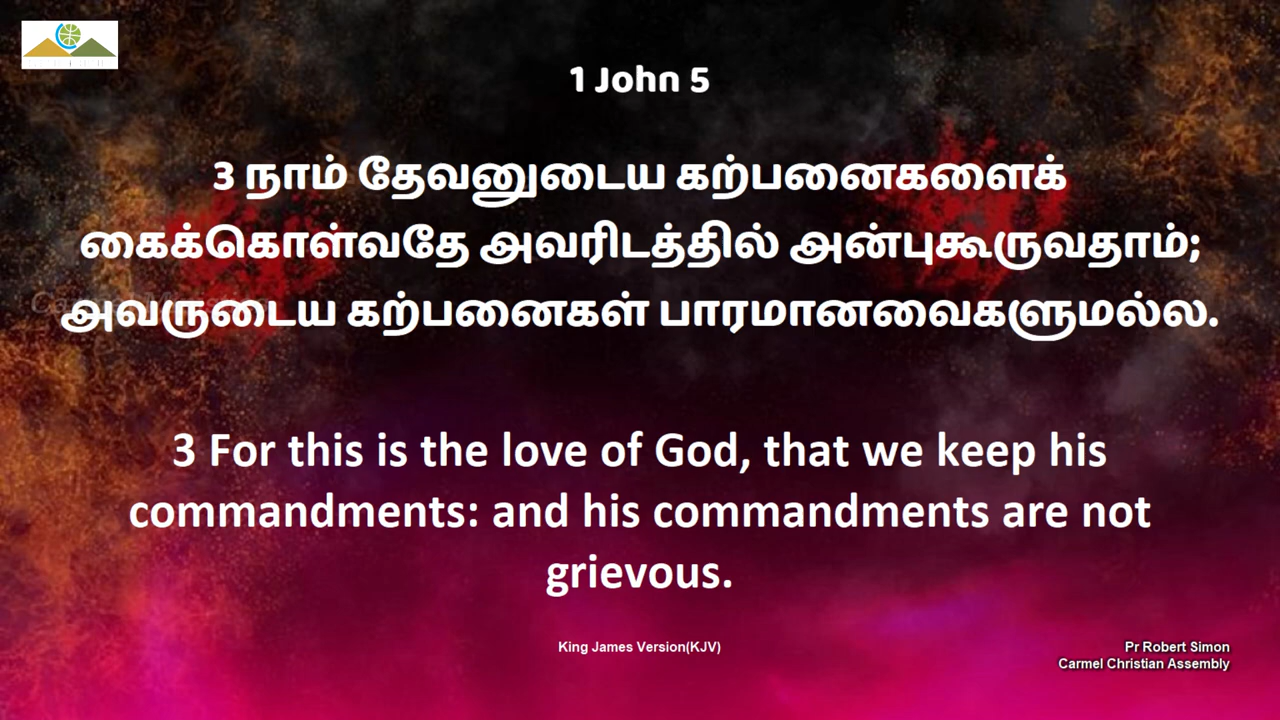 1 John 5
3 நாம் தேவனுடைய கற்பனைகளைக்
கைக்கொள்வதே அவரிடத்தில் அன்புகூருவதாம்;
அவருடைய கற்பனைகள் பாரமானவைகளுமல்ல.
3 For this is the love of God, that we keep his
commandments: and his commandments are not
grievous.
King James Version(KJV)
Pr Robert Simon
Carmel Christian Assembly